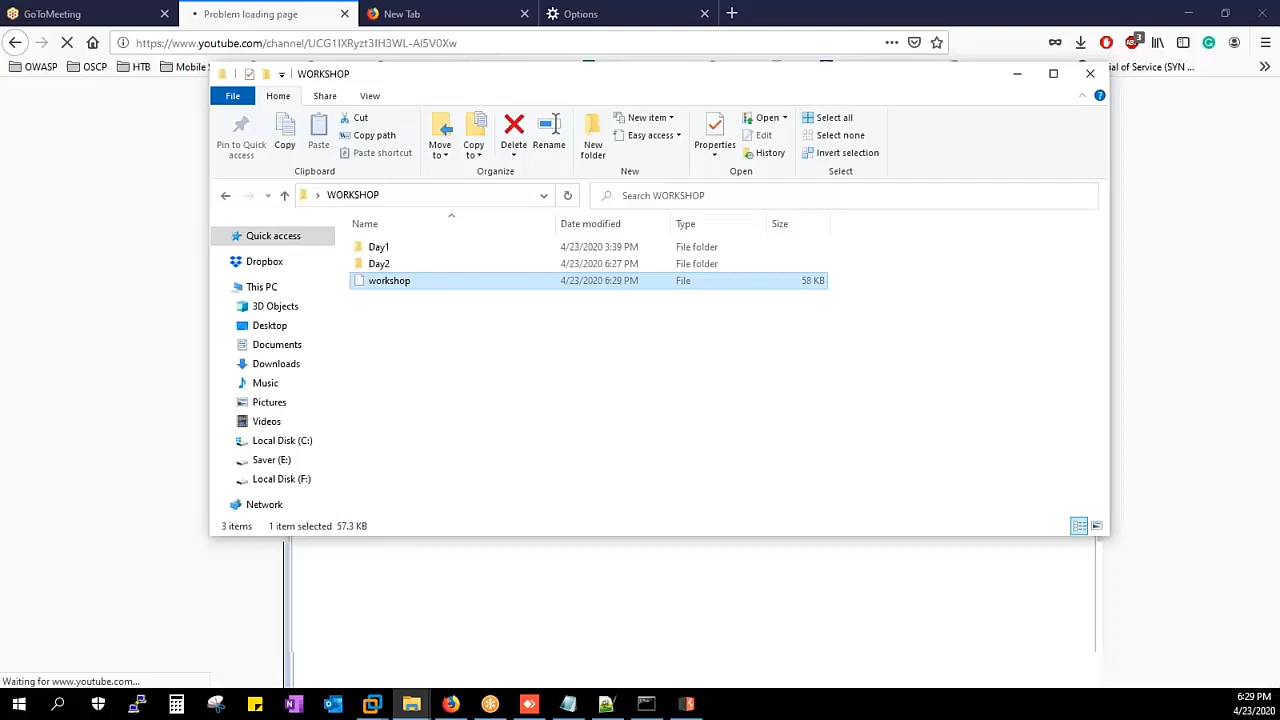 GoToMeeting
Problem loading page
New Tab
Options
https://www.youtube.com/channel/UCG1IXRyzt3IH3WL-AI5V0Xw
3
OWASP
OSCP
HTB
Mobile
ial of Service (SYN ...
WORKSHOP
File
Home
Share
View
Pin to Quick access
Copy
Paste
Cut
Copy path
Paste shortcut
Clipboard
Move to
Copy to
Delete
Rename
Organize
New folder
New item
Easy access
New
Properties
Open
Edit
History
Open
Select all
Select none
Invert selection
Select
WORKSHOP
Search WORKSHOP
Name
Date modified
Type
Size
Day1 4/23/2020 3:39 PM File folder
Day2 4/23/2020 6:27 PM File folder
workshop 4/23/2020 6:29 PM File 58 KB
Quick access
Dropbox
This PC
3D Objects
Desktop
Documents
Downloads
Music
Pictures
Videos
Local Disk (C:)
Saver (E:)
Local Disk (F:)
Network
3 items 1 item selected 57.3 KB
Waiting for www.youtube.com...
6:29 PM
4/23/2020